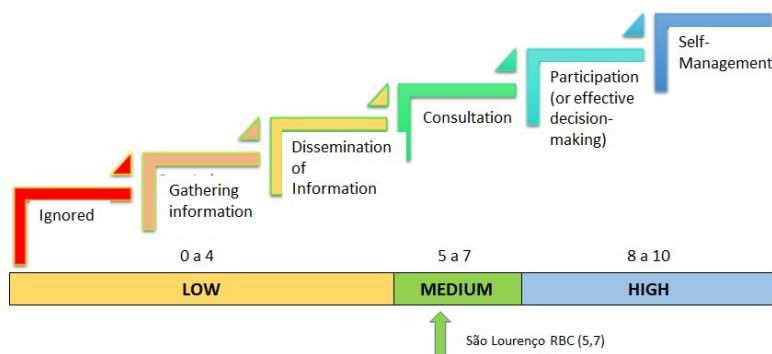 Self-
Management
Participation
(or effective
decision-
making)
Consultation
Dissemination
of
Information
Gathering
information
Ignored
0 a 4
5 a 7
8 a 10
LOW
MEDIUM
HIGH
São Lourenço RBC (5,7)